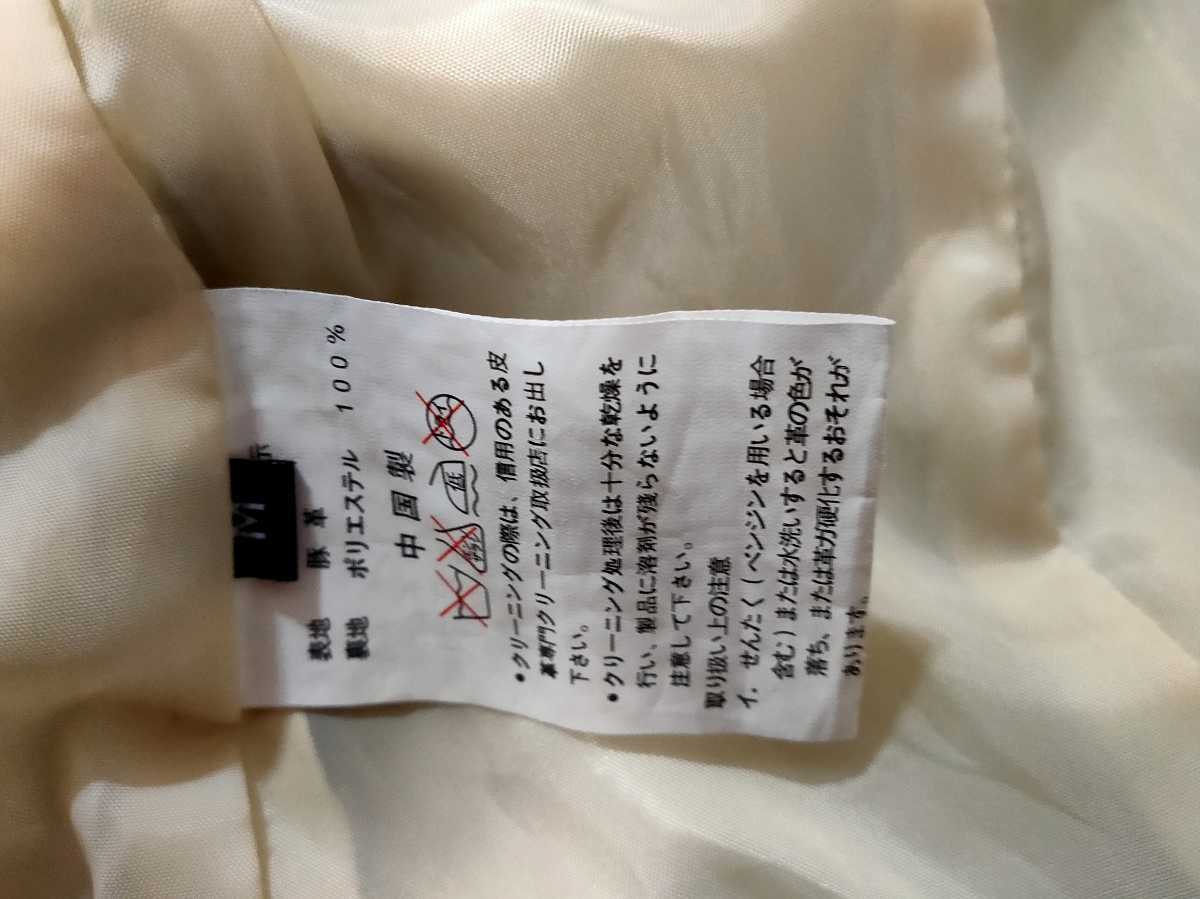 M
示
表地 豚革
裏地 ポリエステル 100%
中国製
•クリーニングの際は、信用のある皮
革専門クリーニング取扱店にお出し
下さい。
•クリーニング処理後は十分な乾燥を
行い、製品に溶剤が残らないように
注意して下さい。
取り扱い上の注意
イ. せんたく(ベンジンを用いる場合
含む)または水洗いすると革の色が
落ち、または革が硬化するおそれが
あります。